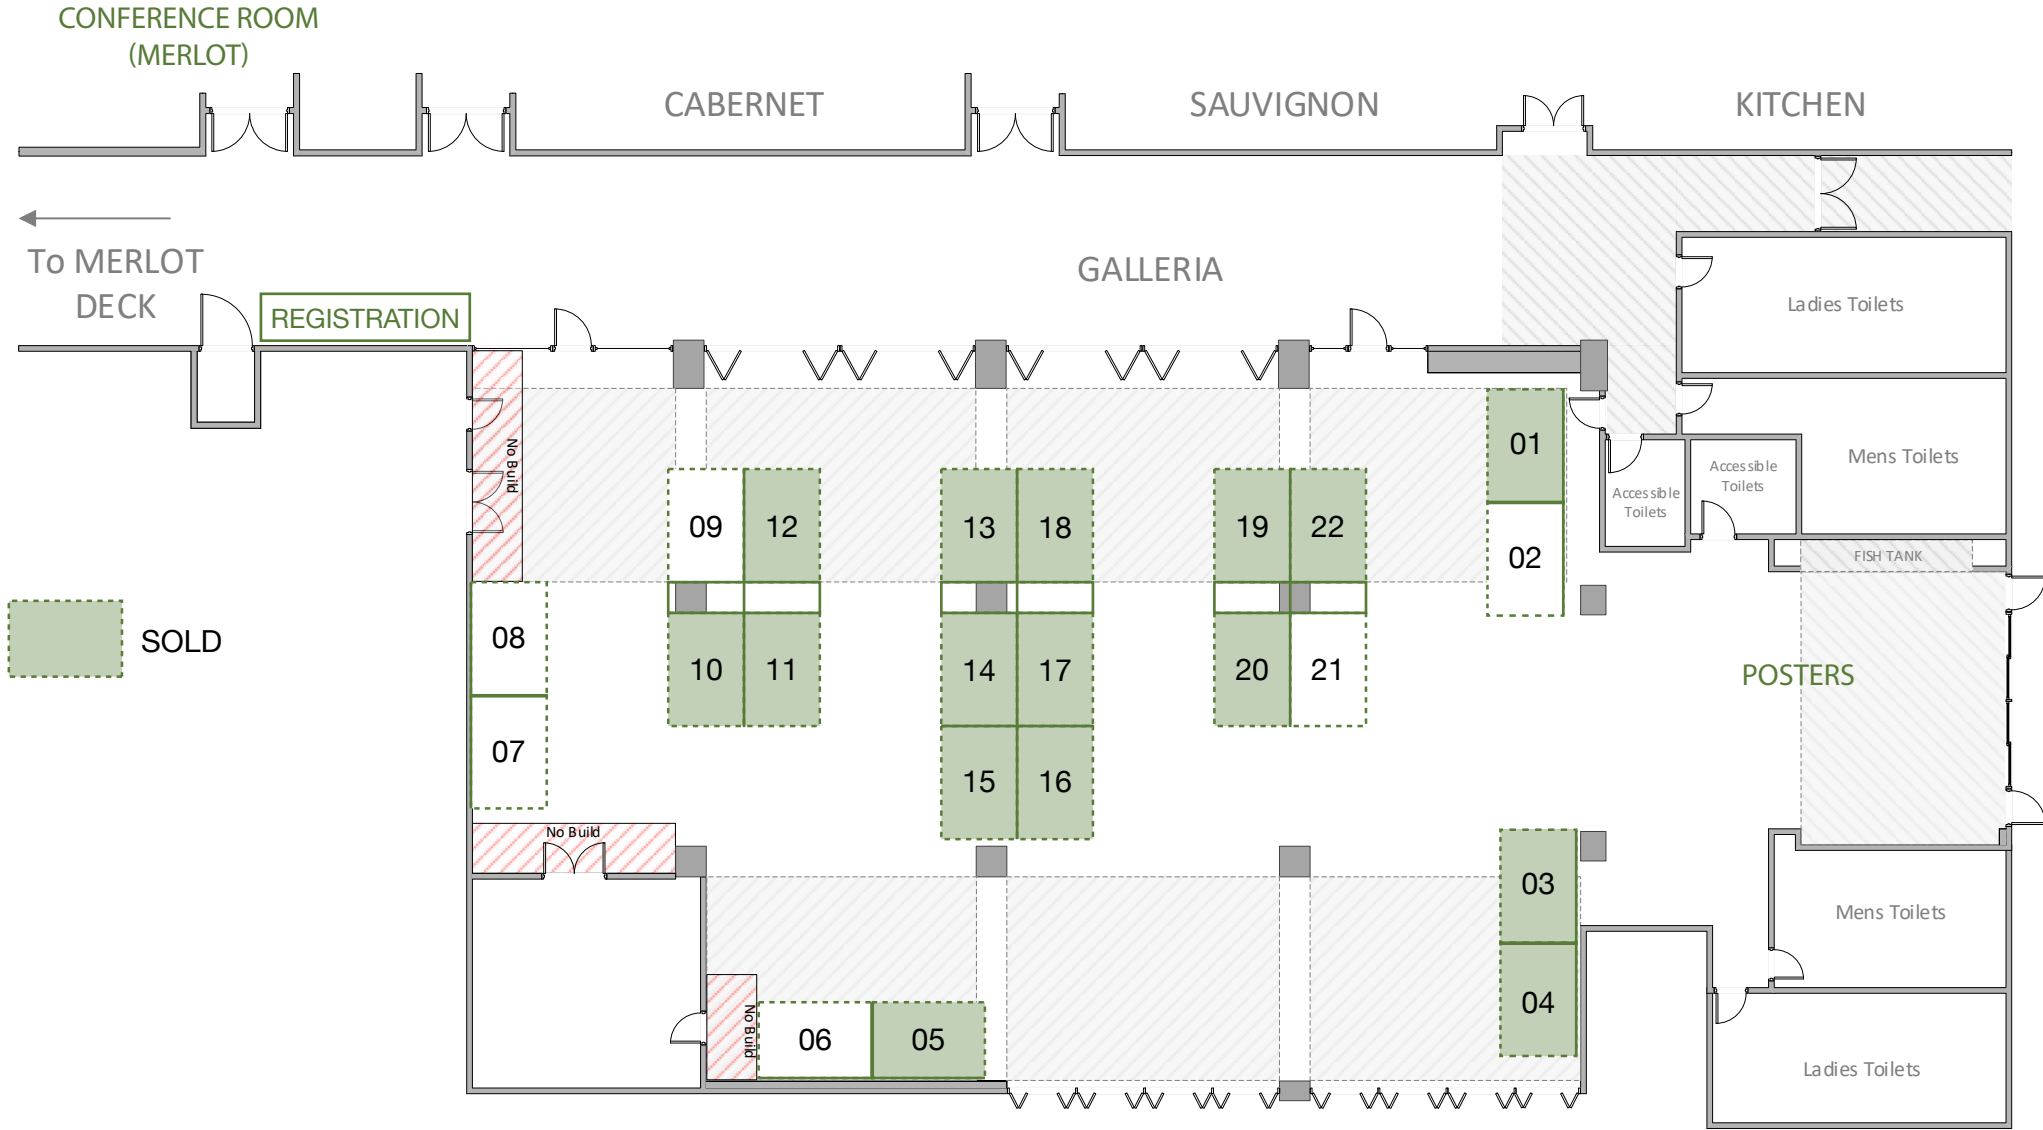 CONFERENCE ROOM
(MERLOT)
CABERNET
SAUVIGNON
KITCHEN
To MERLOT
DECK
GALLERIA
REGISTRATION
Ladies Toilets
No Build
01
Mens Toilets
Accessible
Toilets
Accessible
Toilets
09
12
13
18
19
22
02
FISH TANK
SOLD
08
10
11
14
17
20
21
POSTERS
07
15
16
No Build
03
Mens Toilets
04
No Build
06
05
Ladies Toilets